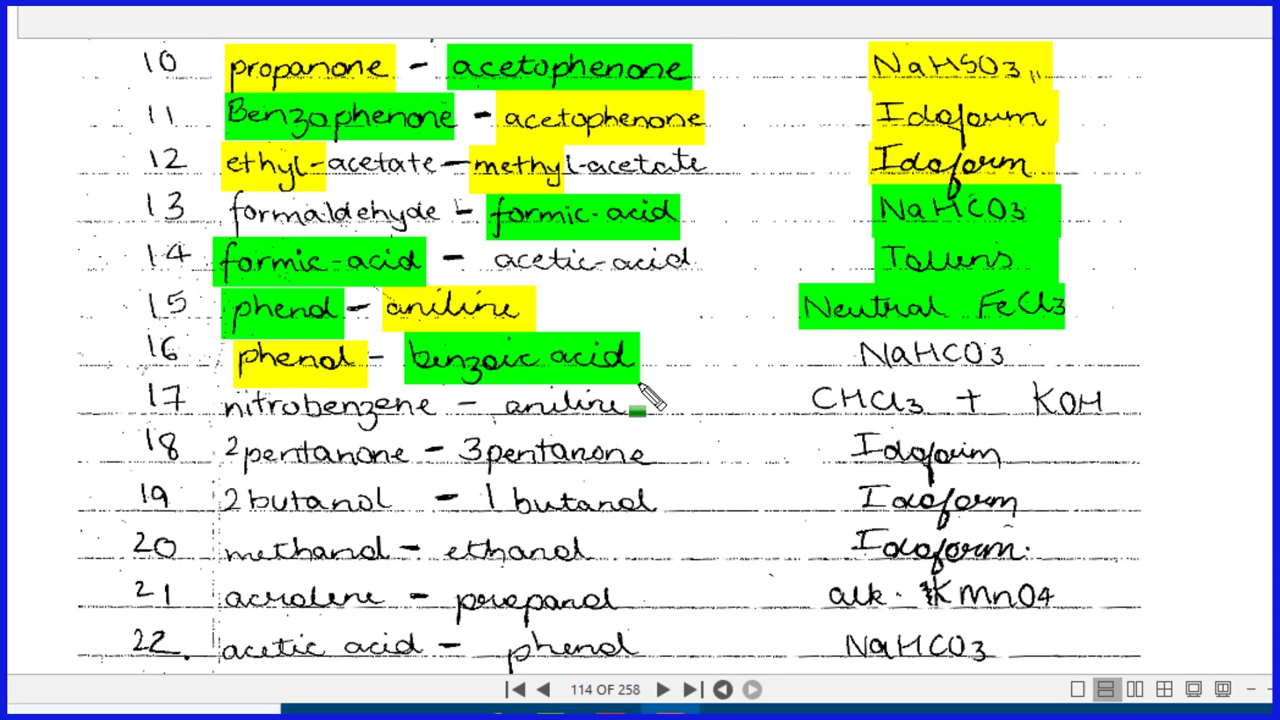 10 propanone - acetophenone NaHSO3,,
11 Benzophenone - acetophenone Idoform
12 ethyl-acetate - methyl-acetate Idoform
13 formaldehyde - formic-acid NaHCO3
14 formic-acid - acetic-acid Tollens
15 phenol - aniline Neutral FeCl3
16 phenol - benzoic acid NaHCO3
17 nitrobenzene - aniline CHCl3 + KOH
18 2pentanone - 3pentanone Idoform
19 2butanol - 1butanol Idoform
20 methanol - ethanol Idoform.
21 acrolene - propanol alk. KMnO4
22. acetic acid - phenol NaHCO3
114 OF 258